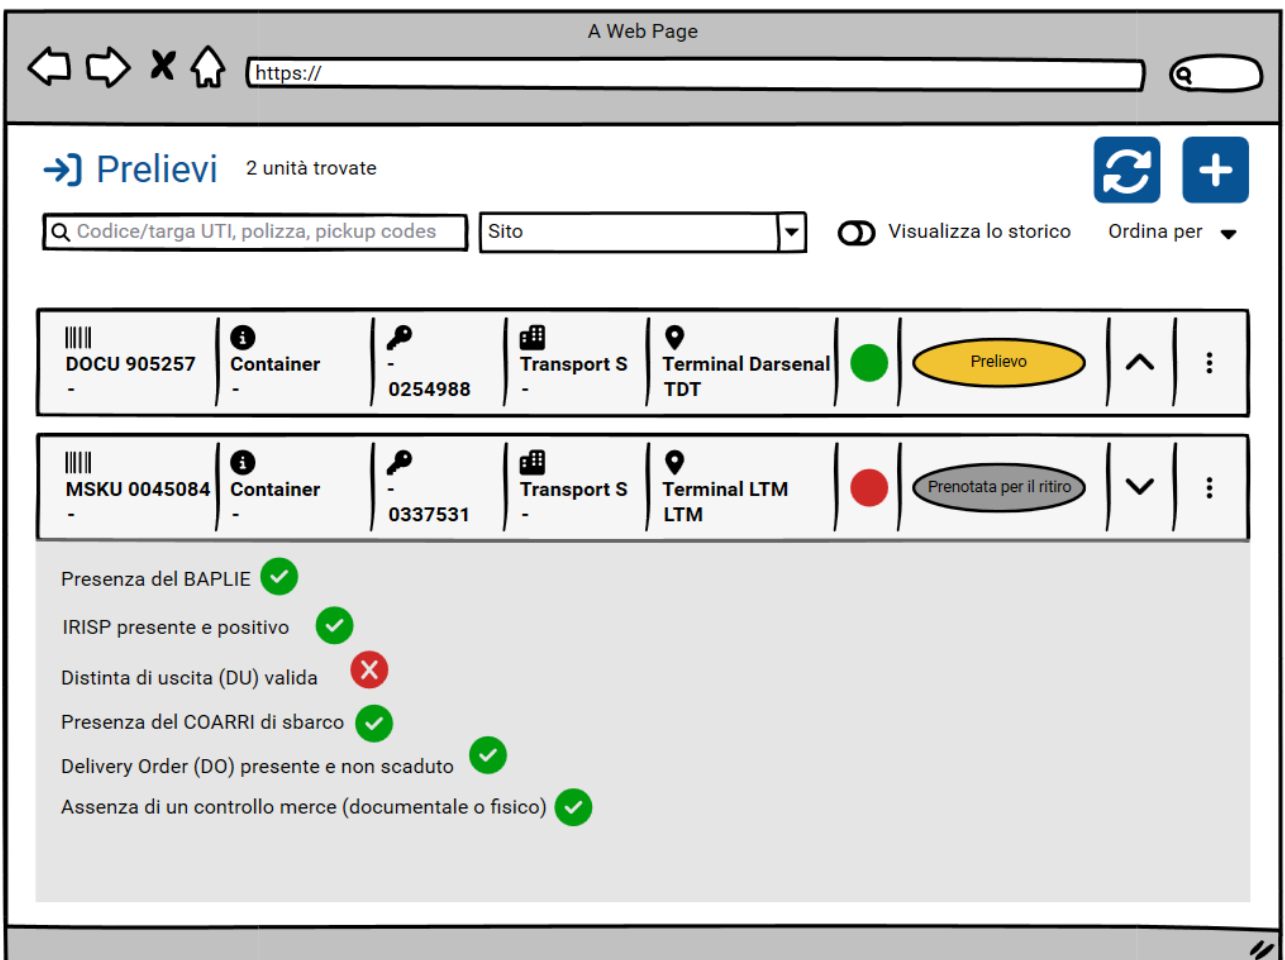 A Web Page
https://
Prelievi 2 unità trovate
Codice/targa UTI, polizza, pickup codes Sito Visualizza lo storico Ordina per
DOCU 905257 Container - Transport S Terminal Darsenal Prelievo
- - 0254988 - TDT
MSKU 0045084 Container - Transport S Terminal LTM Prenotata per il ritiro
- - 0337531 - LTM
Presenza del BAPLIE
IRISP presente e positivo
Distinta di uscita (DU) valida
Presenza del COARRI di sbarco
Delivery Order (DO) presente e non scaduto
Assenza di un controllo merce (documentale o fisico)